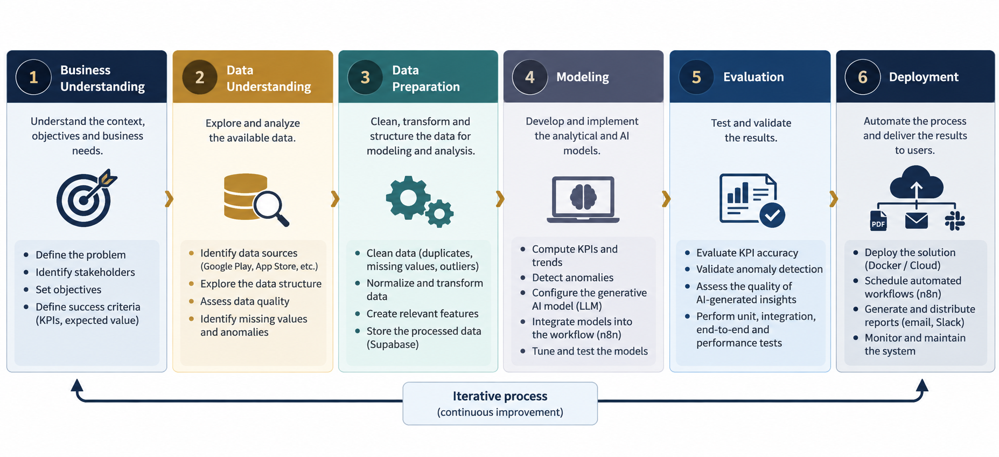 1
Business
Understanding
Understand the context,
objectives and business
needs.
Define the problem
Identify stakeholders
Set objectives
Define success criteria
(KPIs, expected value)
2
Data
Understanding
Explore and analyze
the available data.
Identify data sources
(Google Play, App Store, etc.)
Explore the data structure
Assess data quality
Identify missing values
and anomalies
3
Data
Preparation
Clean, transform and
structure the data for
modeling and analysis.
Clean data (duplicates,
missing values, outliers)
Normalize and transform
data
Create relevant features
Store the processed data
(Supabase)
4
Modeling
Develop and implement
the analytical and AI
models.
Compute KPIs and
trends
Detect anomalies
Configure the generative
AI model (LLM)
Integrate models into
the workflow (n8n)
Tune and test the models
5
Evaluation
Test and validate
the results.
Evaluate KPI accuracy
Validate anomaly detection
Assess the quality of
AI-generated insights
Perform unit, integration,
end-to-end and
performance tests
6
Deployment
Automate the process
and deliver the results
to users.
PDF
Deploy the solution
(Docker / Cloud)
Schedule automated
workflows (n8n)
Generate and distribute
reports (email, Slack)
Monitor and maintain
the system
Iterative process
(continuous improvement)